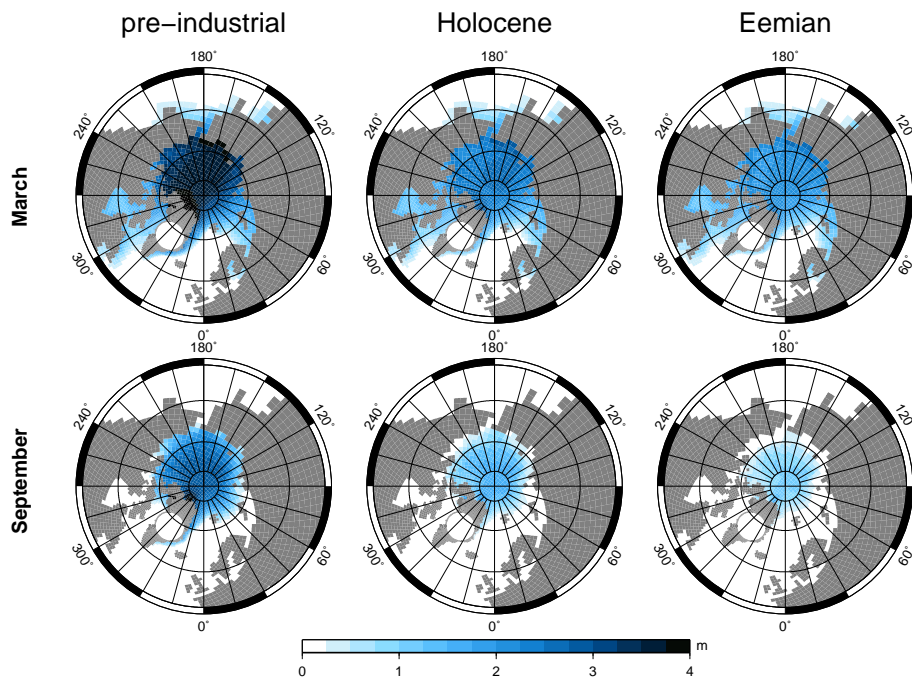 pre−industrial Holocene Eemian
March
180° 180° 180°
240° 120° 240° 120° 240° 120°
300° 60° 300° 60° 300° 60°
0° 0° 0°
September
180° 180° 180°
240° 120° 240° 120° 240° 120°
300° 60° 300° 60° 300° 60°
0° 0° 0°
m
0 1 2 3 4